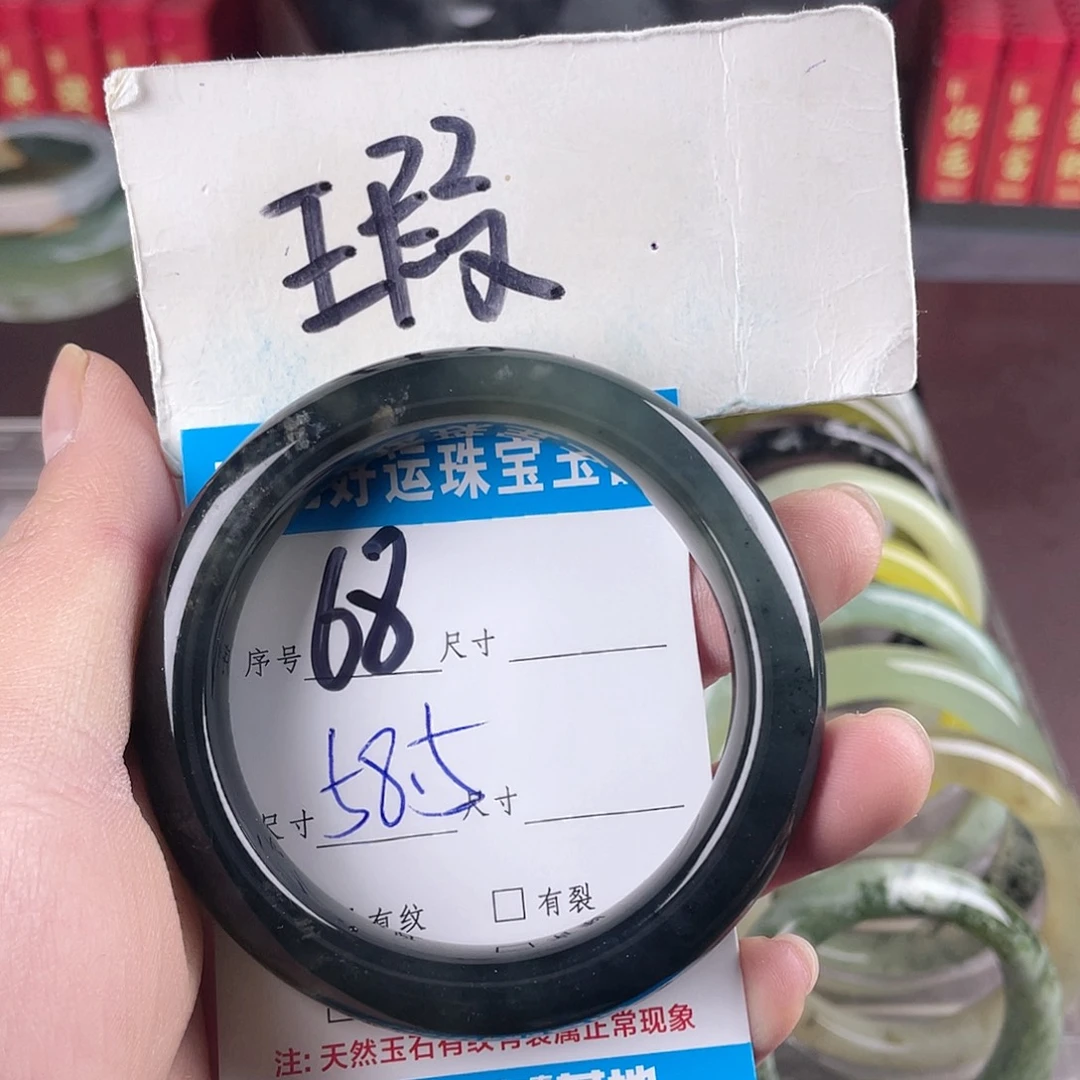 瑕
好运珠宝玉
序号 68 尺寸
尺寸 58.5 尺寸
有纹 □ 有裂
注: 天然玉石有纹有裂属正常现象